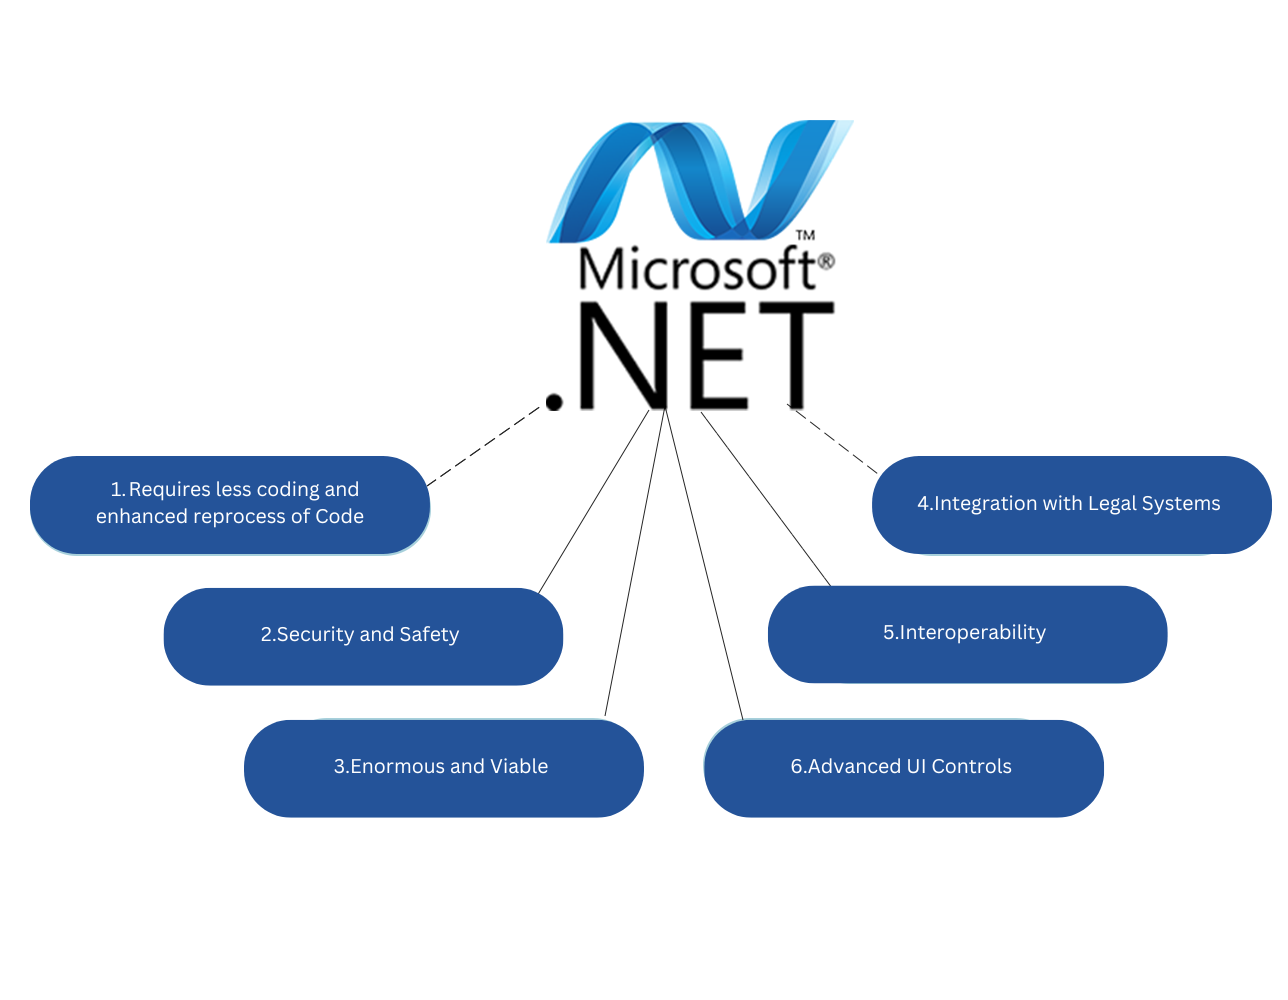 TM
Microsoft®
.NET
1.Requires less coding and
enhanced reprocess of Code
4.Integration with Legal Systems
2.Security and Safety
5.Interoperability
3.Enormous and Viable
6.Advanced UI Controls